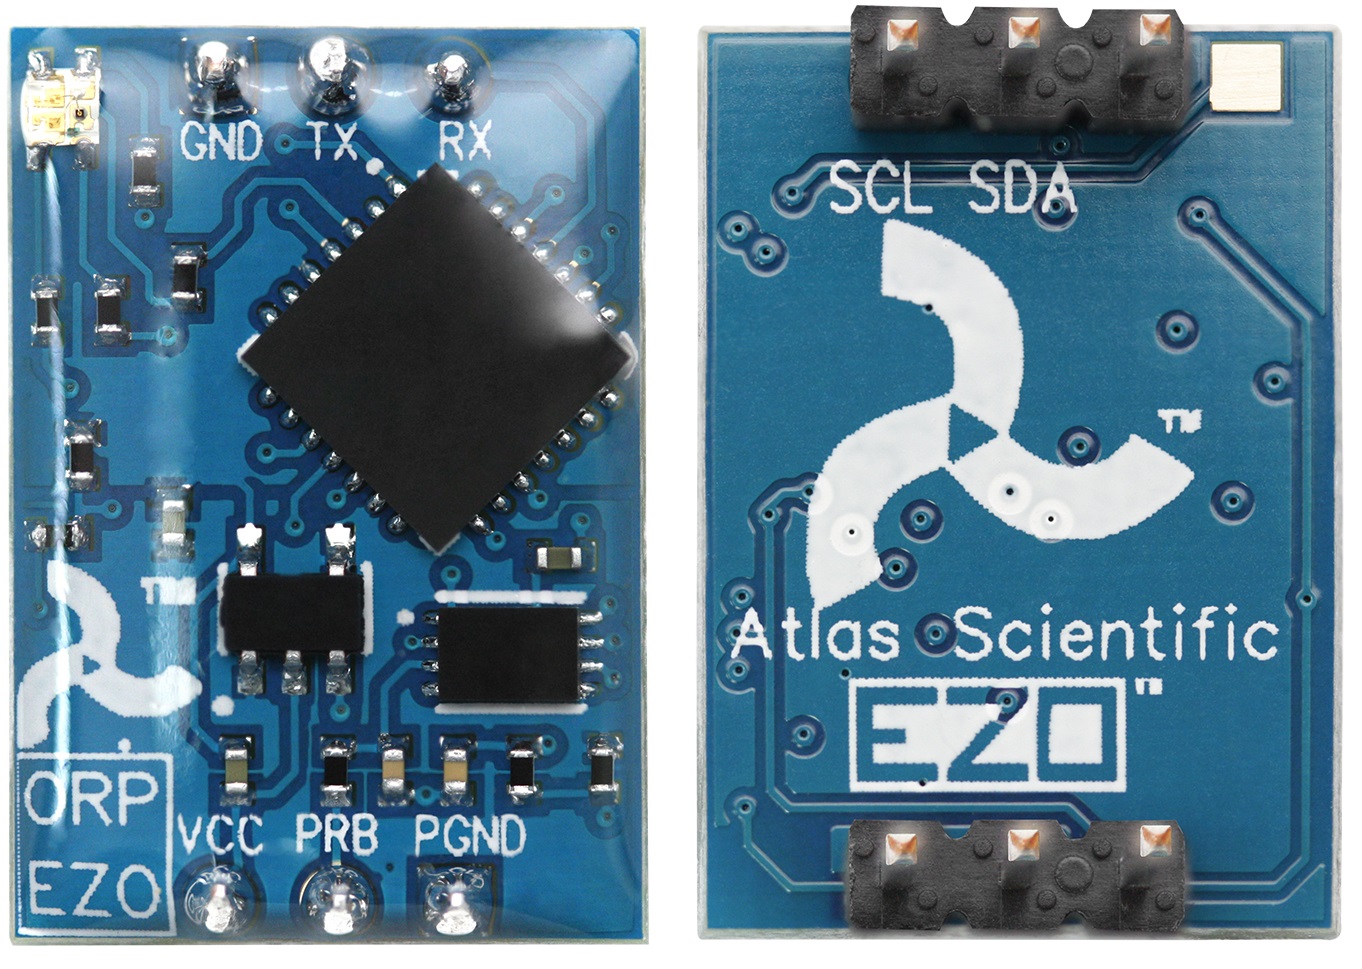 GND TX RX
TM
ORP
EZO
VCC PRB PGND
SCL SDA
TM
Atlas Scientific
EZO TM